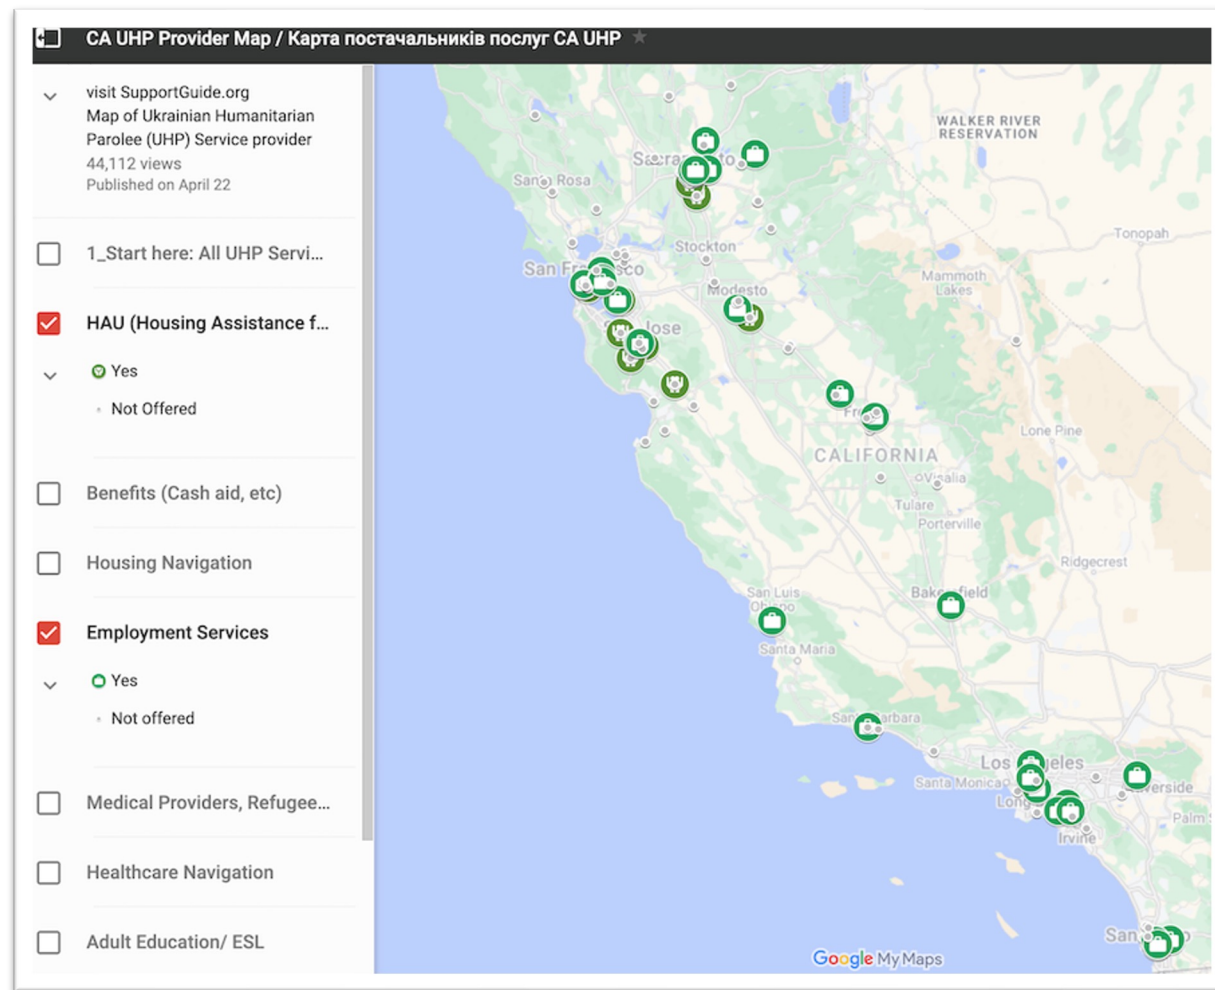 CA UHP Provider Map / Карта постачальників послуг CA UHP
visit SupportGuide.org
Map of Ukrainian Humanitarian
Parolee (UHP) Service provider
44,112 views
Published on April 22
1_Start here: All UHP Servi...
HAU (Housing Assistance f...
Yes
Not Offered
Benefits (Cash aid, etc)
Housing Navigation
Employment Services
Yes
Not offered
Medical Providers, Refugee...
Healthcare Navigation
Adult Education/ ESL
WALKER RIVER
RESERVATION
Santa Rosa
Tonopah
Stockton
Mammoth
Lakes
Modesto
Lone Pine
CALIFORNIA
Visalia
Tulare
Porterville
Ridgecrest
San Luis
Santa Maria
Santa Monica
Irvine
Google My Maps